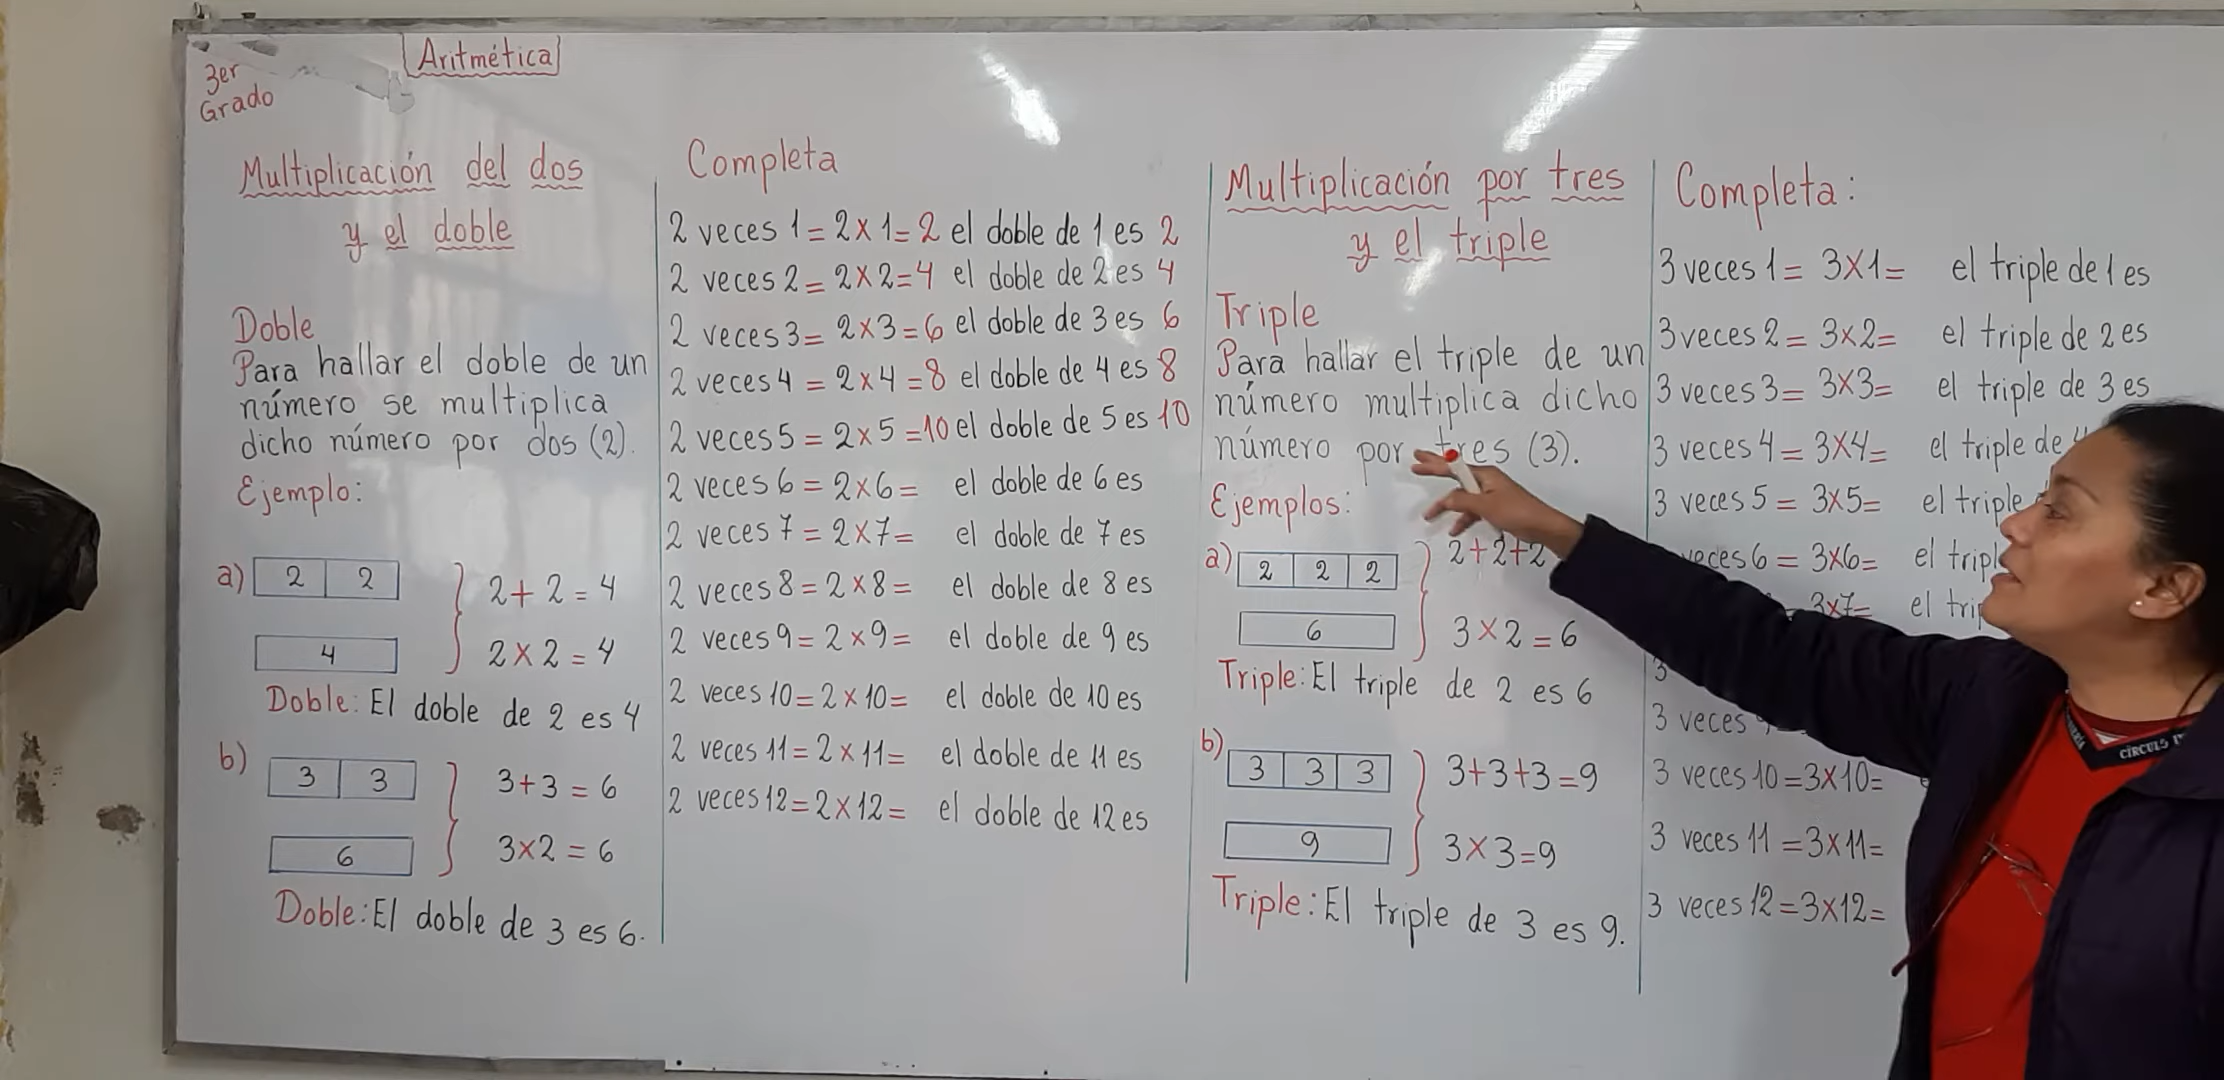 3er
Grado
Aritmética
Multiplicación del dos
y el doble
Doble
Para hallar el doble de un
número se multiplica
dicho número por dos (2).
Ejemplo:
a) 2 2
2+2=4
4
2×2=4
Doble: El doble de 2 es 4
b) 3 3
3+3=6
6
3×2=6
Doble: El doble de 3 es 6.
Completa
2 veces 1=2×1=2 el doble de 1 es 2
2 veces 2=2×2=4 el doble de 2 es 4
2 veces 3=2×3=6 el doble de 3 es 6
2 veces 4=2×4=8 el doble de 4 es 8
2 veces 5=2×5=10 el doble de 5 es 10
2 veces 6=2×6= el doble de 6 es
2 veces 7=2×7= el doble de 7 es
2 veces 8=2×8= el doble de 8 es
2 veces 9=2×9= el doble de 9 es
2 veces 10=2×10= el doble de 10 es
2 veces 11=2×11= el doble de 11 es
2 veces 12=2×12= el doble de 12 es
Multiplicación por tres
y el triple
Triple
Para hallar el triple de un
número multiplica dicho
número por tres (3).
Ejemplos:
a) 2 2 2
2+2+2
6
3×2=6
Triple: El triple de 2 es 6
b) 3 3 3
3+3+3=9
9
3×3=9
Triple: El triple de 3 es 9.
Completa:
3 veces 1=3×1= el triple de 1 es
3 veces 2=3×2= el triple de 2 es
3 veces 3=3×3= el triple de 3 es
3 veces 4=3×4= el triple de
3 veces 5=3×5= el triple
veces 6=3×6= el
3×7= el
3
3 veces
3 veces 10=3×10=
3 veces 11=3×11=
3 veces 12=3×12=
CÍRCULO